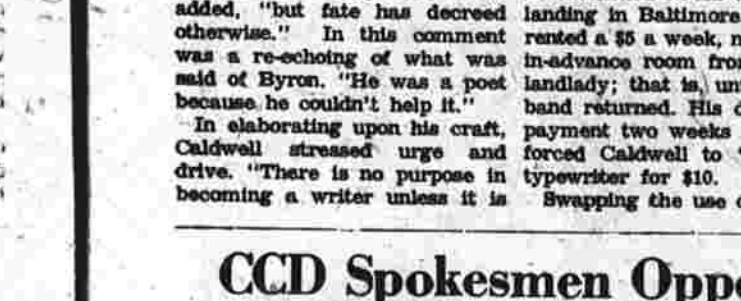 added, "but fate has decreed
otherwise." In this comment
was a re-echoing of what was
said of Byron. "He was a poet
because he couldn't help it."
In elaborating upon his craft,
Caldwell stressed urge and
drive. "There is no purpose in
becoming a writer unless it is
landing in Baltimore
rented a $5 a week,
in-advance room
landlady; that is,
band returned. His
payment two weeks
forced Caldwell to
typewriter for $10.
Swapping the use
CCD Spokesmen